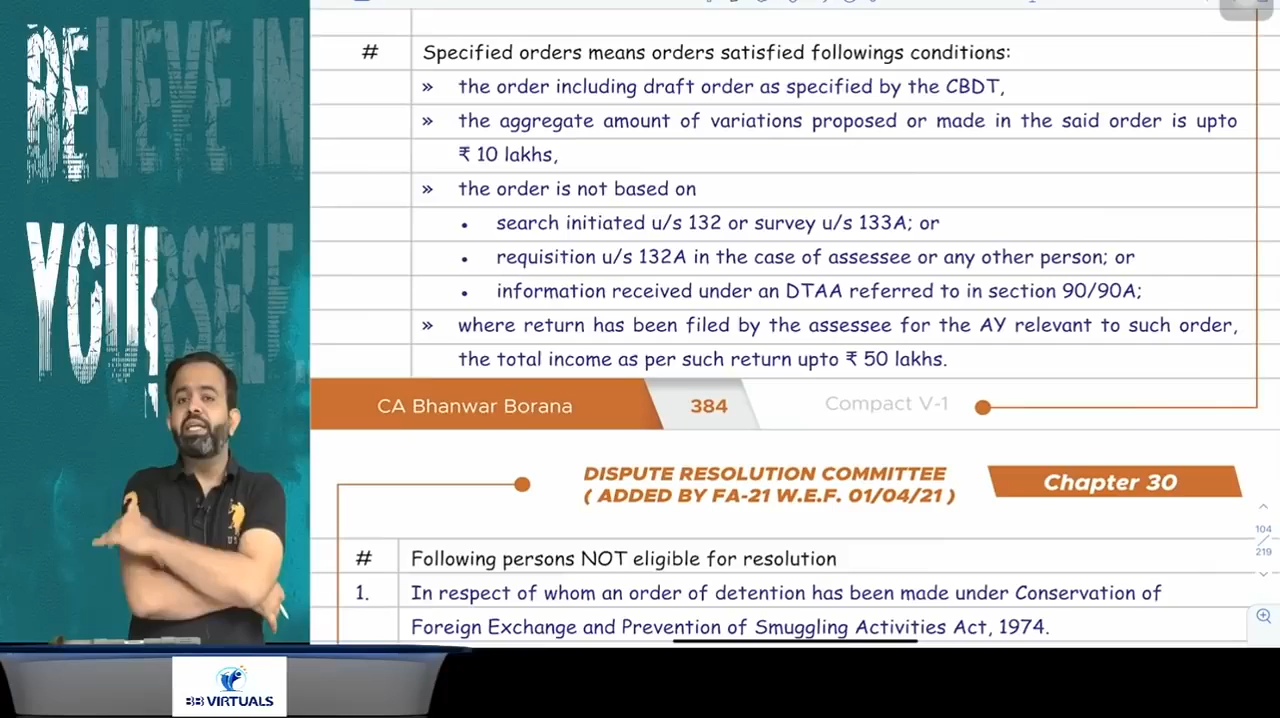 BELIEVE IN
YOURSELF
# Specified orders means orders satisfied followings conditions:
» the order including draft order as specified by the CBDT,
» the aggregate amount of variations proposed or made in the said order is upto
₹ 10 lakhs,
» the order is not based on
• search initiated u/s 132 or survey u/s 133A; or
• requisition u/s 132A in the case of assessee or any other person; or
• information received under an DTAA referred to in section 90/90A;
» where return has been filed by the assessee for the AY relevant to such order,
the total income as per such return upto ₹ 50 lakhs.
CA Bhanwar Borana 384 Compact V-1
DISPUTE RESOLUTION COMMITTEE
( ADDED BY FA-21 W.E.F. 01/04/21 )
Chapter 30
# Following persons NOT eligible for resolution
1. In respect of whom an order of detention has been made under Conservation of
Foreign Exchange and Prevention of Smuggling Activities Act, 1974.
104
219
BB VIRTUALS